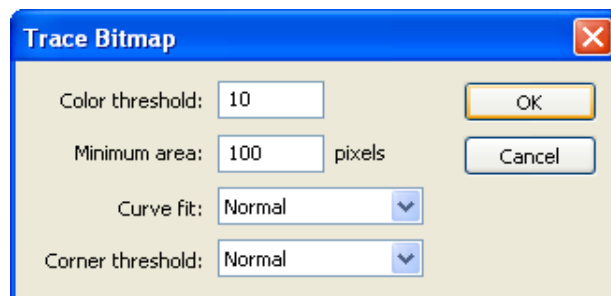 Trace Bitmap
Color threshold: 10 OK
Minimum area: 100 pixels Cancel
Curve fit: Normal
Corner threshold: Normal